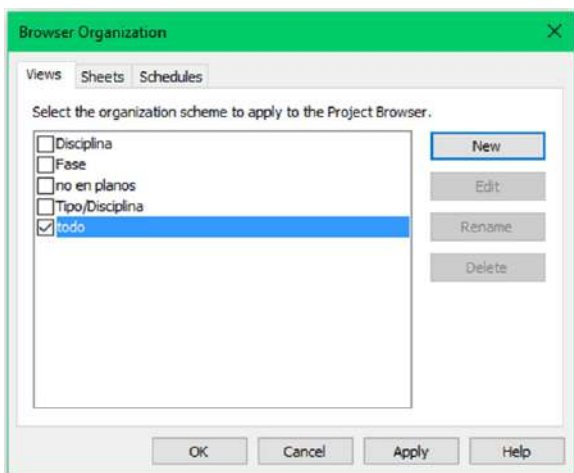 Browser Organization
Views Sheets Schedules
Select the organization scheme to apply to the Project Browser.
Disciplina
Fase
no en planos
Tipo/Disciplina
todo
New
Edit
Rename
Delete
OK Cancel Apply Help